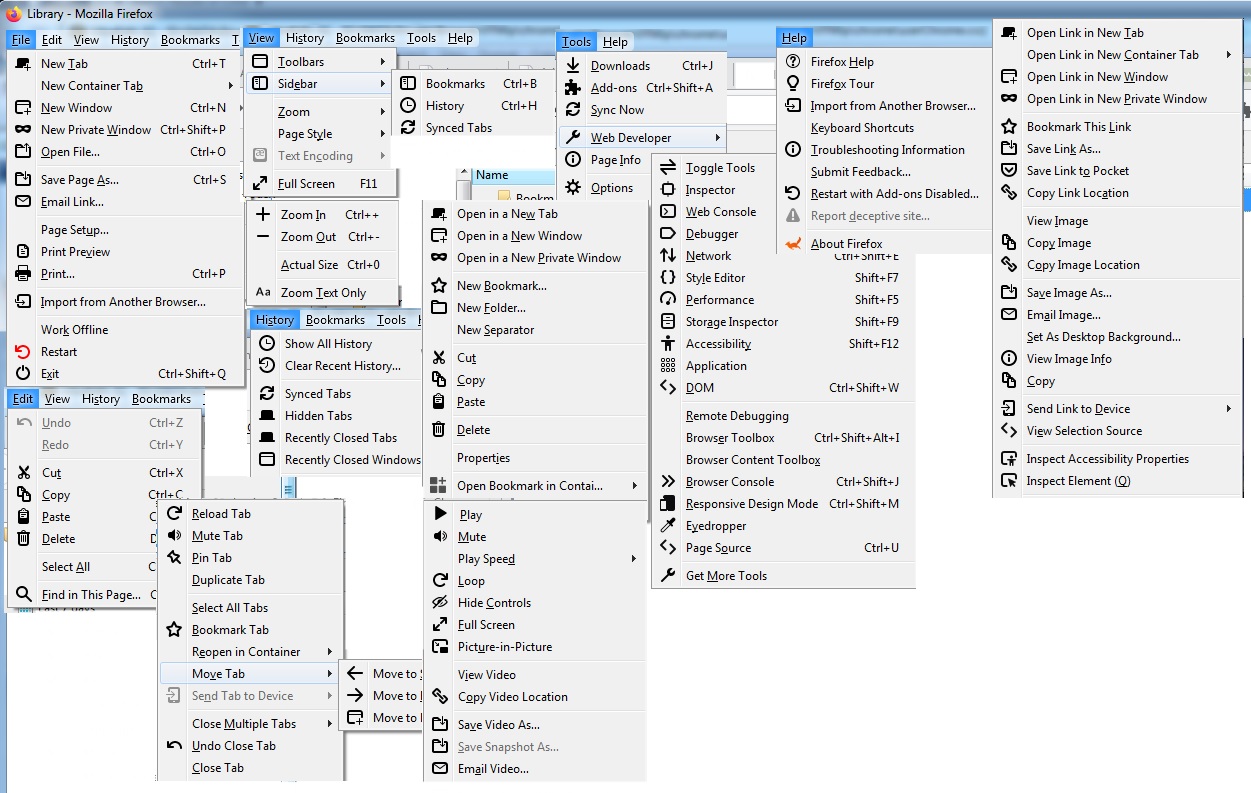 Library - Mozilla Firefox
File Edit View History Bookmarks T
New Tab Ctrl+T
New Container Tab
New Window Ctrl+N
New Private Window Ctrl+Shift+P
Open File... Ctrl+O
Save Page As... Ctrl+S
Email Link...
Page Setup...
Print Preview
Print... Ctrl+P
Import from Another Browser...
Work Offline
Restart
Exit Ctrl+Shift+Q
Edit View History Bookmarks
Undo Ctrl+Z
Redo Ctrl+Y
Cut Ctrl+X
Copy Ctrl+C
Paste C
Delete
Select All C
Find in This Page... C
View History Bookmarks Tools Help
Toolbars
Sidebar
Zoom
Page Style
Text Encoding
Full Screen F11
Bookmarks Ctrl+B
History Ctrl+H
Synced Tabs
Zoom In Ctrl++
Zoom Out Ctrl+-
Actual Size Ctrl+0
Aa Zoom Text Only
History Bookmarks Tools
Show All History
Clear Recent History...
Synced Tabs
Hidden Tabs
Recently Closed Tabs
Recently Closed Windows
Reload Tab
Mute Tab
Pin Tab
Duplicate Tab
Select All Tabs
Bookmark Tab
Reopen in Container
Move Tab
Send Tab to Device
Close Multiple Tabs
Undo Close Tab
Close Tab
Move to
Move to
Move to
Name
Bookm
Open in a New Tab
Open in a New Window
Open in a New Private Window
New Bookmark...
New Folder...
New Separator
Cut
Copy
Paste
Delete
Properties
Open Bookmark in Contai...
Play
Mute
Play Speed
Loop
Hide Controls
Full Screen
Picture-in-Picture
View Video
Copy Video Location
Save Video As...
Save Snapshot As...
Email Video...
Tools Help
Downloads Ctrl+J
Add-ons Ctrl+Shift+A
Sync Now
Web Developer
Page Info
Options
Toggle Tools
Inspector
Web Console
Debugger
Network Ctrl+Shift+E
Style Editor Shift+F7
Performance Shift+F5
Storage Inspector Shift+F9
Accessibility Shift+F12
Application
DOM Ctrl+Shift+W
Remote Debugging
Browser Toolbox Ctrl+Shift+Alt+I
Browser Content Toolbox
Browser Console Ctrl+Shift+J
Responsive Design Mode Ctrl+Shift+M
Eyedropper
Page Source Ctrl+U
Get More Tools
Help
Firefox Help
Firefox Tour
Import from Another Browser...
Keyboard Shortcuts
Troubleshooting Information
Submit Feedback...
Restart with Add-ons Disabled...
Report deceptive site...
About Firefox
Open Link in New Tab
Open Link in New Container Tab
Open Link in New Window
Open Link in New Private Window
Bookmark This Link
Save Link As...
Save Link to Pocket
Copy Link Location
View Image
Copy Image
Copy Image Location
Save Image As...
Email Image...
Set As Desktop Background...
View Image Info
Copy
Send Link to Device
View Selection Source
Inspect Accessibility Properties
Inspect Element (Q)